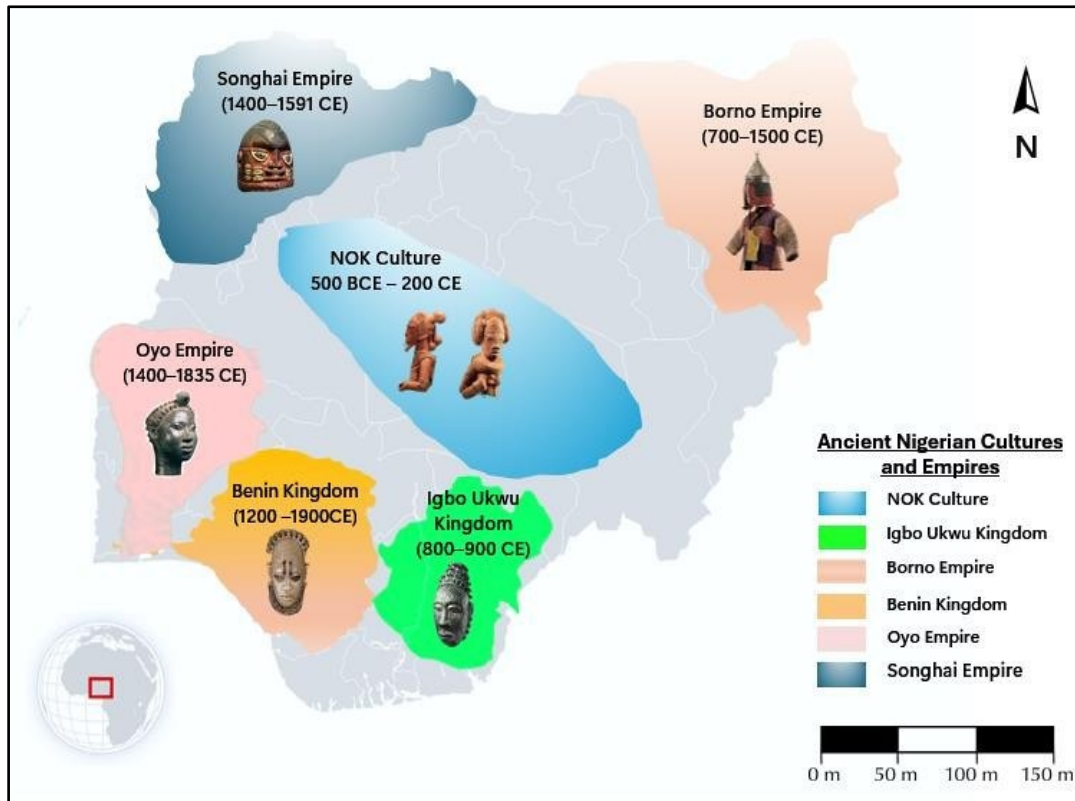 Songhai Empire
(1400–1591 CE)
Borno Empire
(700–1500 CE)
N
NOK Culture
500 BCE – 200 CE
Oyo Empire
(1400–1835 CE)
Benin Kingdom
(1200 –1900CE)
Igbo Ukwu
Kingdom
(800–900 CE)
Ancient Nigerian Cultures
and Empires
NOK Culture
Igbo Ukwu Kingdom
Borno Empire
Benin Kingdom
Oyo Empire
Songhai Empire
0 m 50 m 100 m 150 m